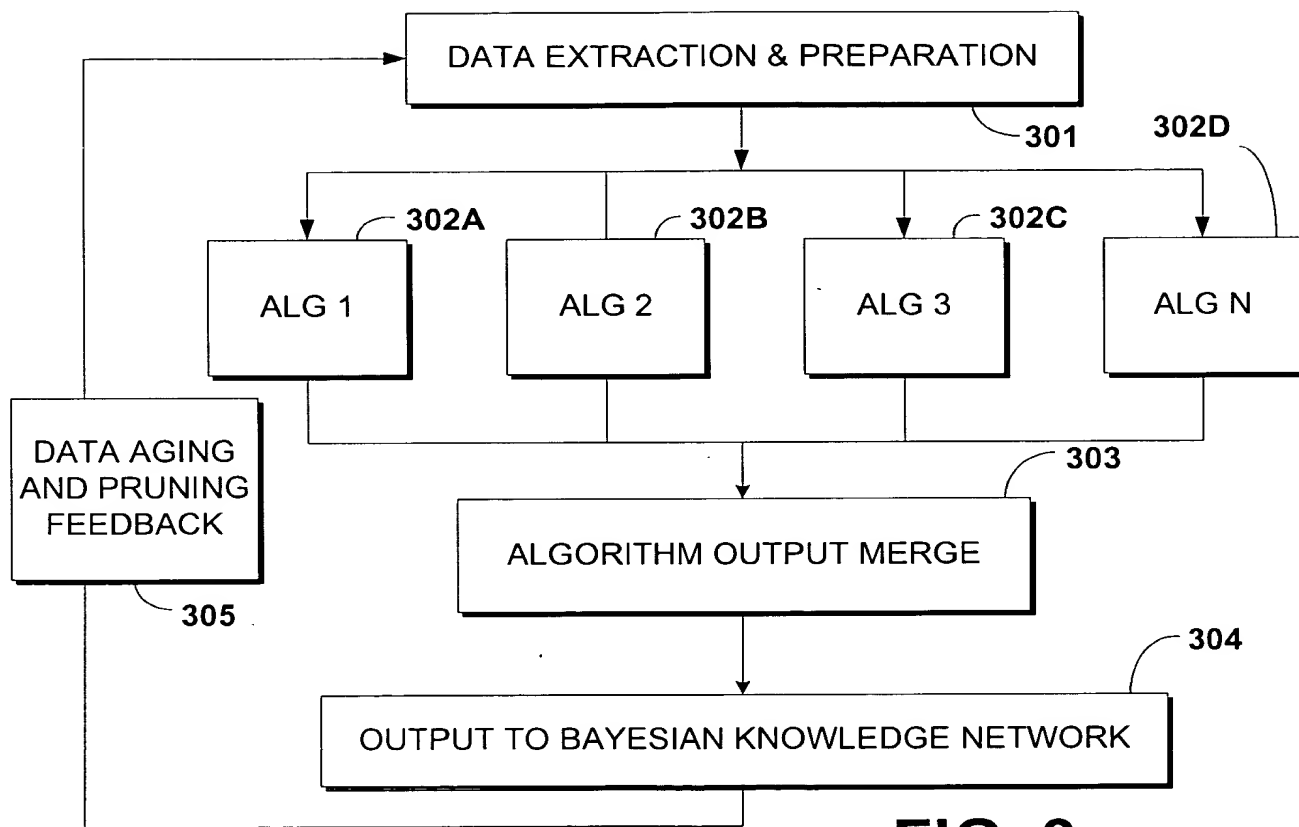 DATA EXTRACTION & PREPARATION
301
302D
302A
302B
302C
ALG 1
ALG 2
ALG 3
ALG N
DATA AGING
AND PRUNING
FEEDBACK
305
303
ALGORITHM OUTPUT MERGE
304
OUTPUT TO BAYESIAN KNOWLEDGE NETWORK